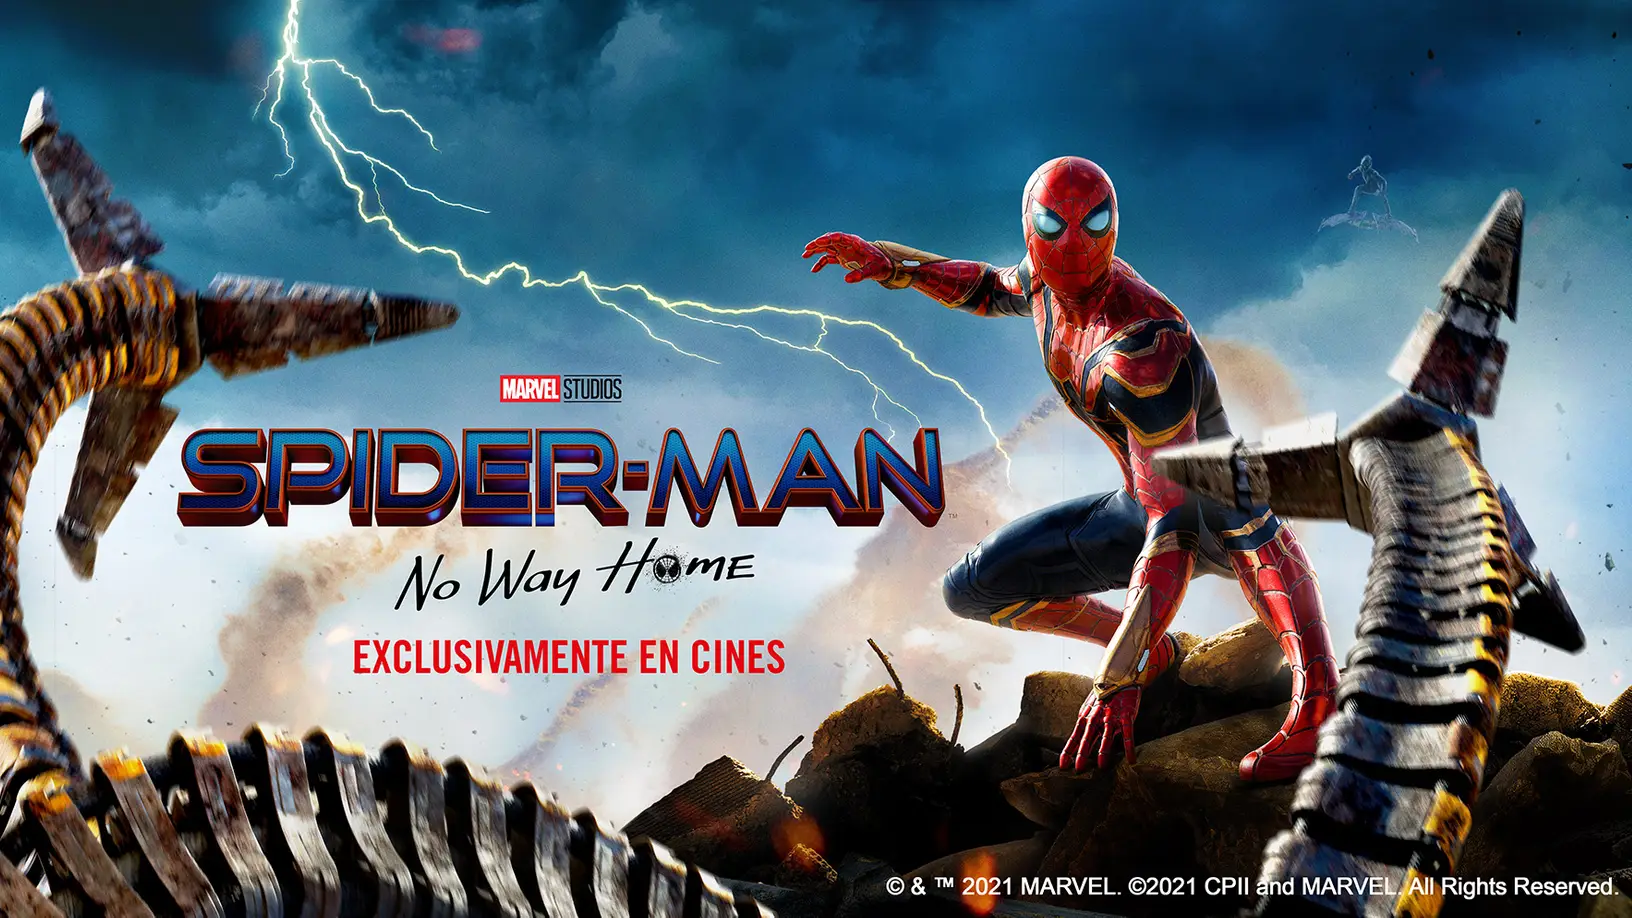 MARVEL STUDIOS
SPIDER-MAN™
No Way Home
EXCLUSIVAMENTE EN CINES
© & ™ 2021 MARVEL. ©2021 CPII and MARVEL. All Rights Reserved.